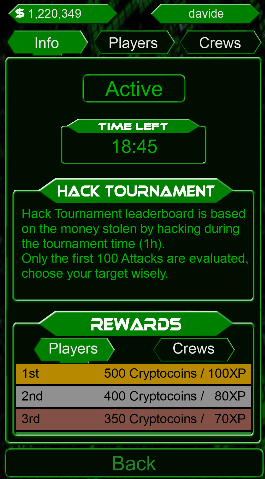 $ 1,220,349
davide
Info
Players
Crews
Active
TIME LEFT
18:45
HACK TOURNAMENT
Hack Tournament leaderboard is based
on the money stolen by hacking during
the tournament time (1h).
Only the first 100 Attacks are evaluated,
choose your target wisely.
REWARDS
Players
Crews
1st 500 Cryptocoins / 100XP
2nd 400 Cryptocoins / 80XP
3rd 350 Cryptocoins / 70XP
Back